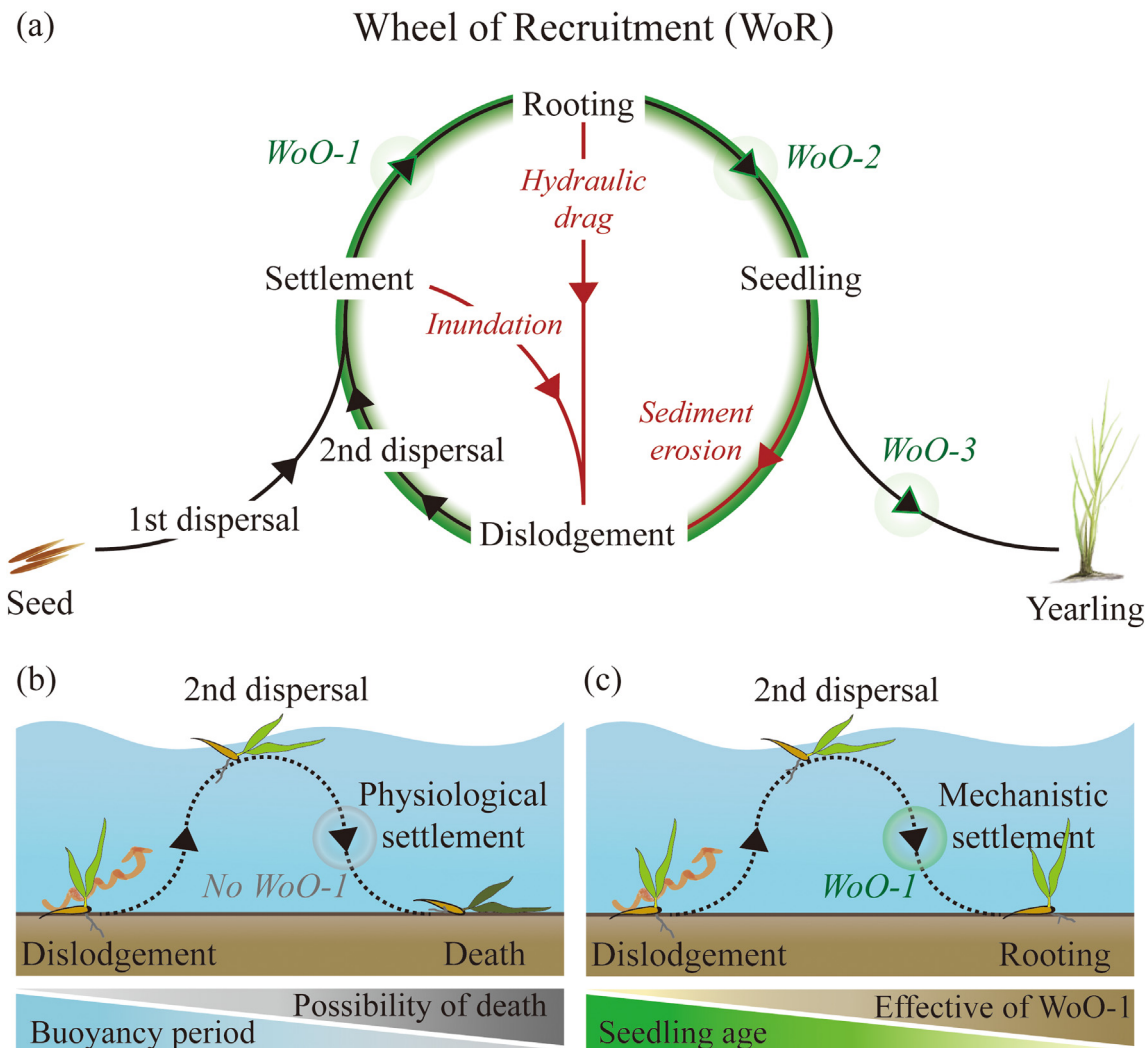 (a)
Wheel of Recruitment (WoR)
Rooting
WoO-1
WoO-2
Hydraulic
drag
Settlement
Seedling
Inundation
Sediment
erosion
2nd dispersal
WoO-3
1st dispersal
Dislodgement
Seed
Yearling
(b)
2nd dispersal
Physiological
settlement
No WoO-1
Dislodgement
Death
Possibility of death
Buoyancy period
(c)
2nd dispersal
Mechanistic
settlement
WoO-1
Dislodgement
Rooting
Effective of WoO-1
Seedling age